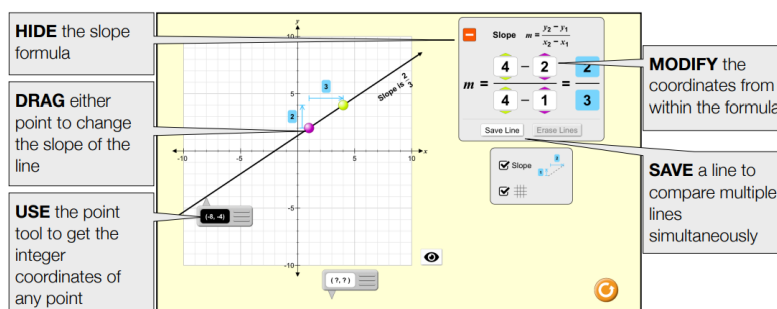 HIDE the slope
formula
DRAG either
point to change
the slope of the
line
USE the point
tool to get the
integer
coordinates of
any point
y
10
5
-5
-10
-10
-5
5
10
x
3
2
Slope is 2/3
(-8, -4)
(?, ?)
Slope m = y₂ − y₁ / x₂ − x₁
m = 4 − 2 / 4 − 1 = 2 / 3
Save Line
Erase Lines
Slope
MODIFY the
coordinates from
within the formula
SAVE a line to
compare multiple
lines
simultaneously